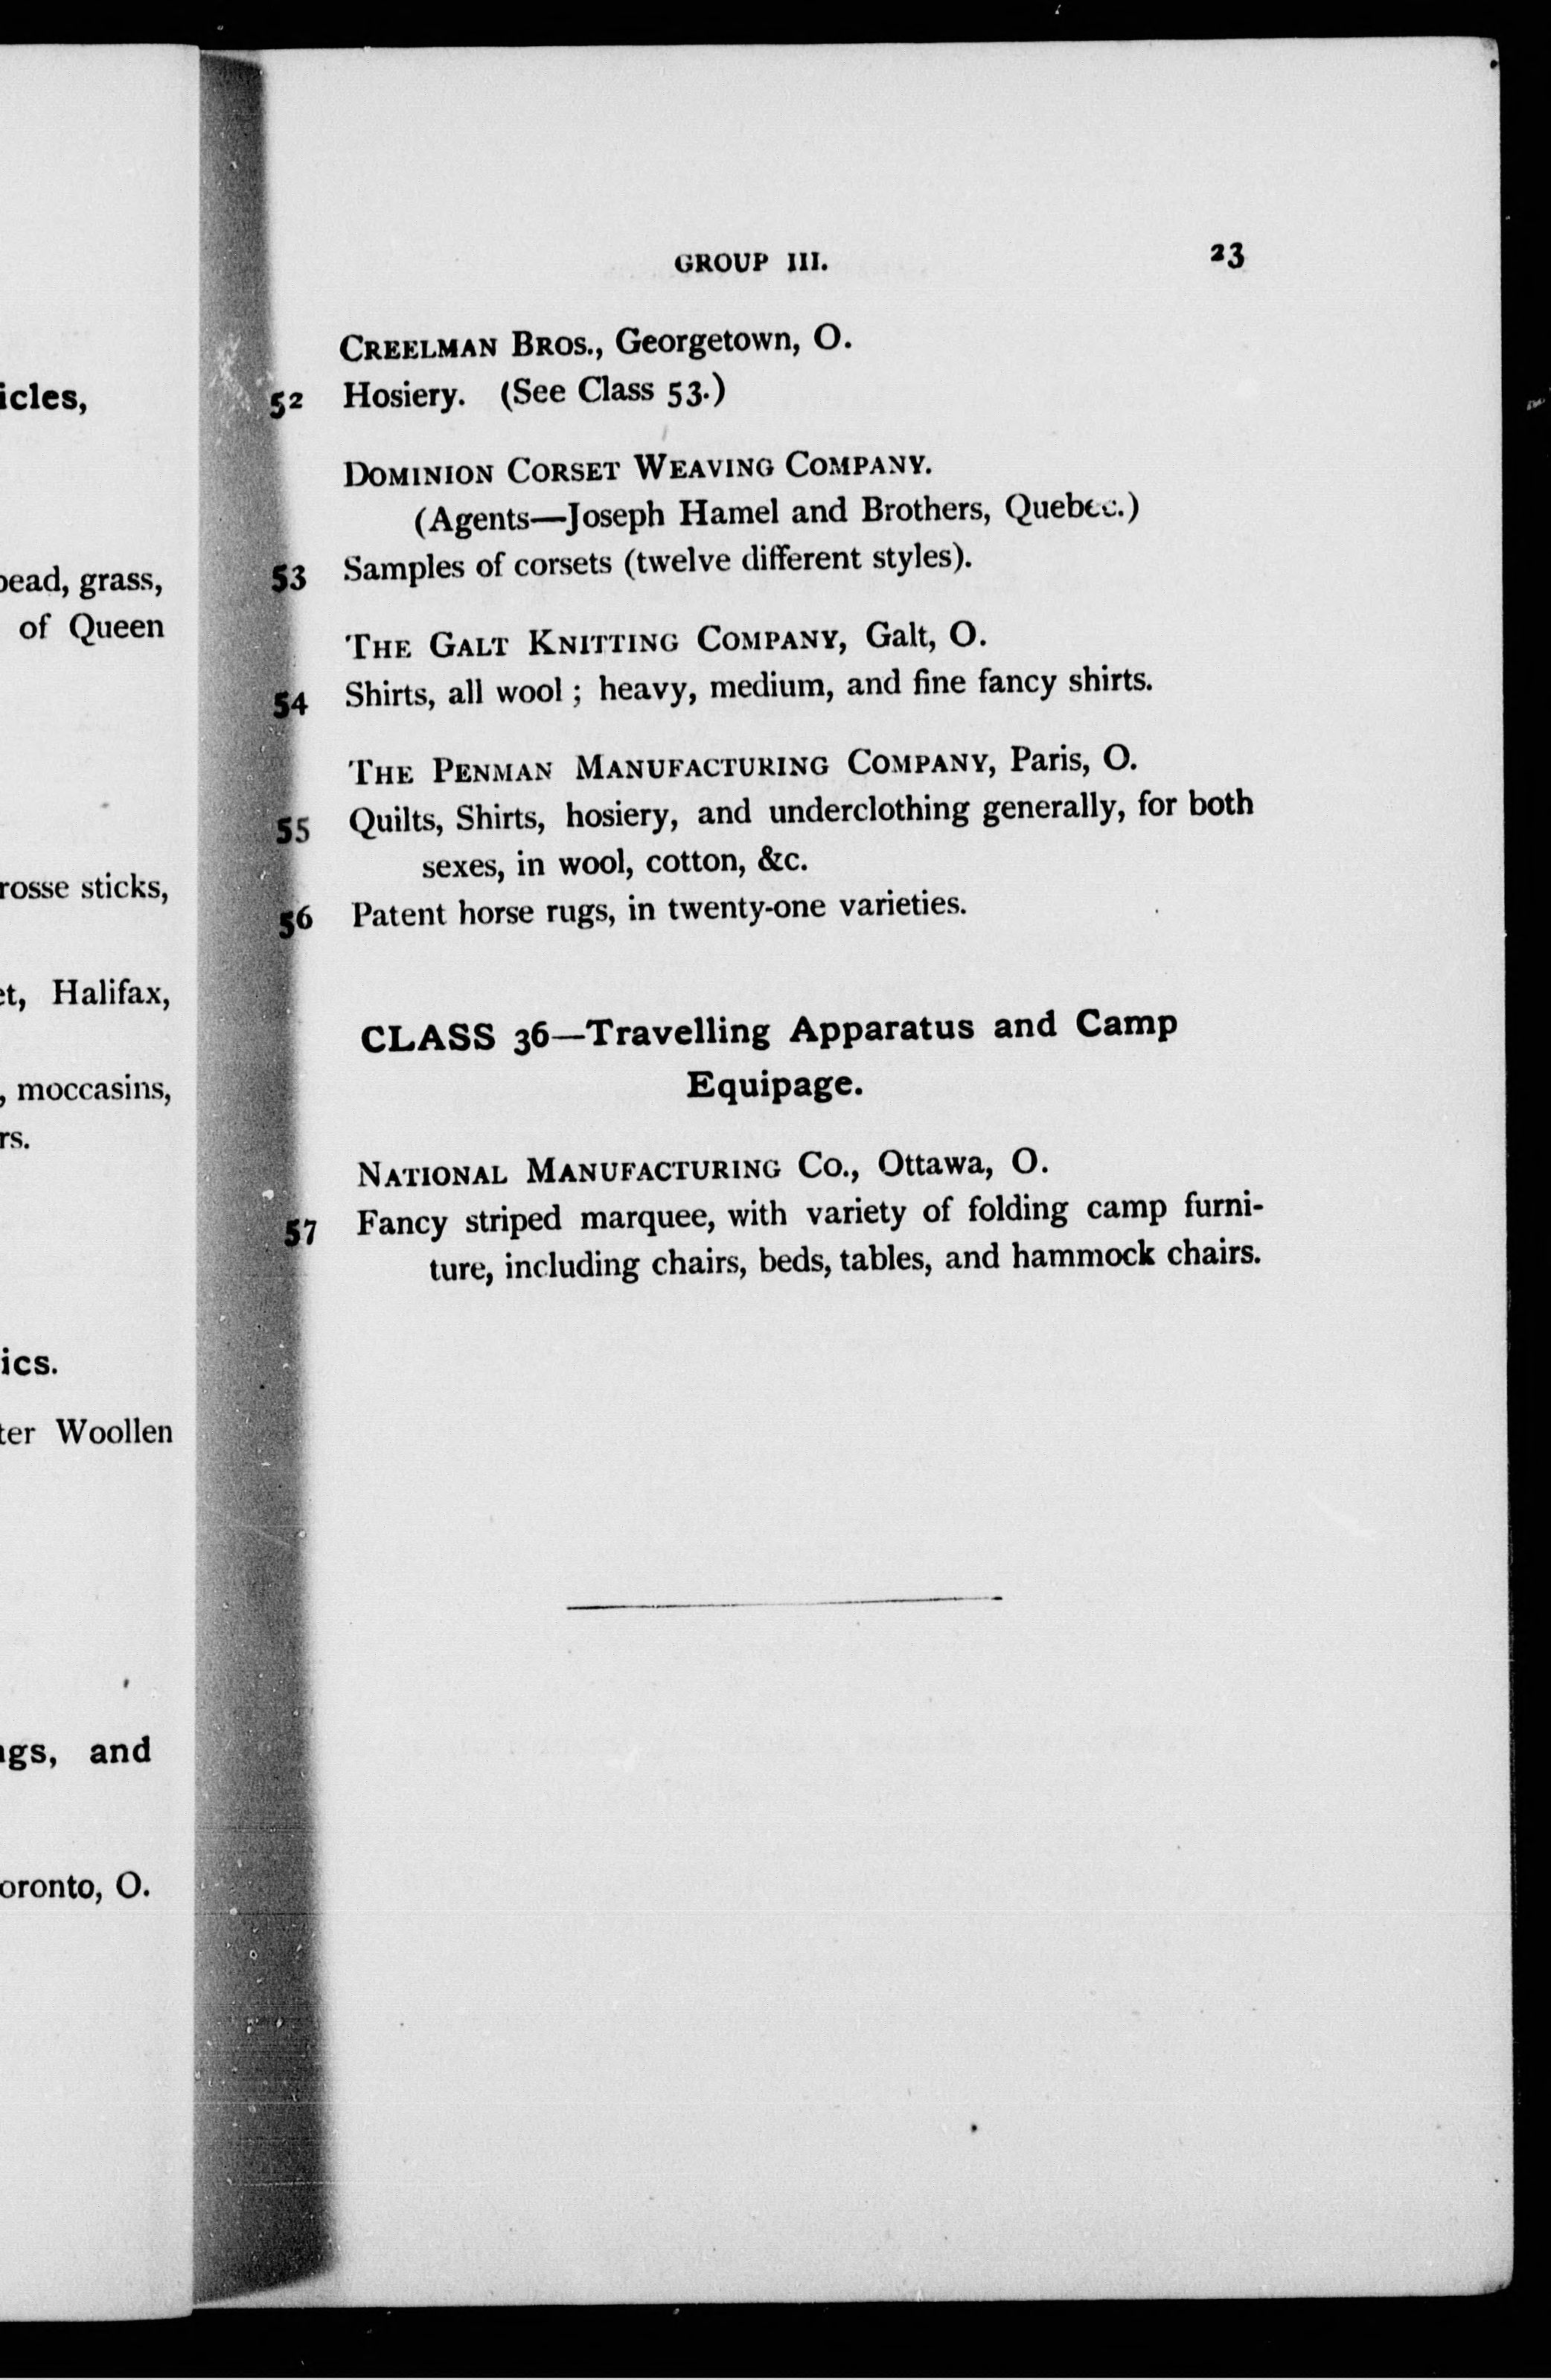 icles,
bead, grass,
of Queen
rosse sticks,
et, Halifax,
, moccasins,
rs.
ics.
ter Woollen
ngs, and
oronto, O.
GROUP III. 23
CREELMAN BROS., Georgetown, O.
52 Hosiery. (See Class 53.)
DOMINION CORSET WEAVING COMPANY.
(Agents—Joseph Hamel and Brothers, Quebec.)
53 Samples of corsets (twelve different styles).
THE GALT KNITTING COMPANY, Galt, O.
54 Shirts, all wool ; heavy, medium, and fine fancy shirts.
THE PENMAN MANUFACTURING COMPANY, Paris, O.
55 Quilts, Shirts, hosiery, and underclothing generally, for both
sexes, in wool, cotton, &c.
56 Patent horse rugs, in twenty-one varieties.
CLASS 36—Travelling Apparatus and Camp
Equipage.
NATIONAL MANUFACTURING CO., Ottawa, O.
57 Fancy striped marquee, with variety of folding camp furni-
ture, including chairs, beds, tables, and hammock chairs.